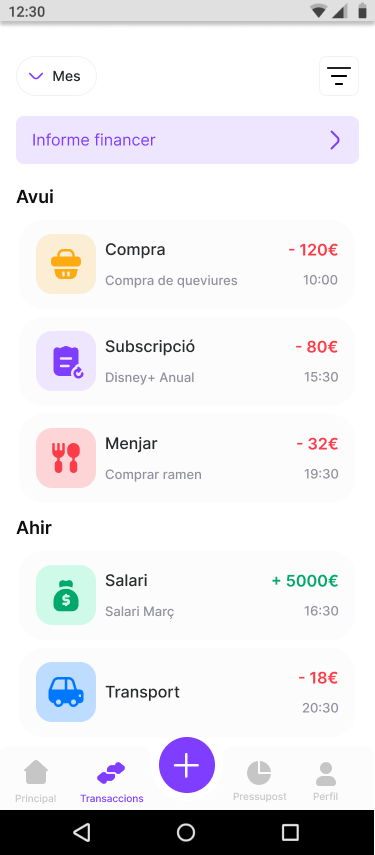 12:30
Mes
Informe financer
Avui
Compra - 120€
Compra de queviures 10:00
Subscripció - 80€
Disney+ Anual 15:30
Menjar - 32€
Comprar ramen 19:30
Ahir
Salari + 5000€
Salari Març 16:30
Transport - 18€
20:30
Principal Transaccions Pressupost Perfil